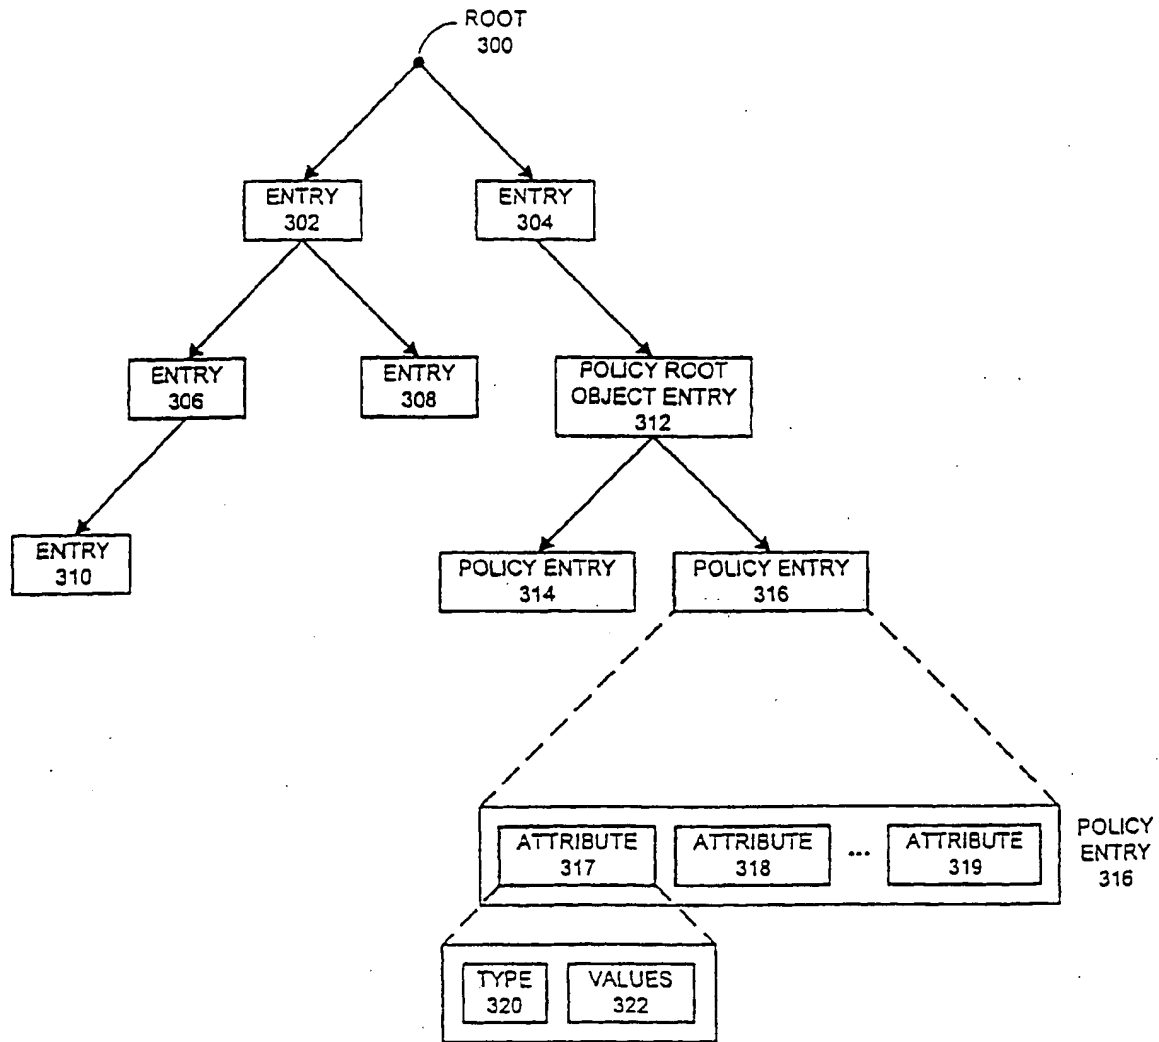 ROOT
300
ENTRY
302
ENTRY
304
ENTRY
306
ENTRY
308
POLICY ROOT
OBJECT ENTRY
312
ENTRY
310
POLICY ENTRY
314
POLICY ENTRY
316
ATTRIBUTE
317
ATTRIBUTE
318
...
ATTRIBUTE
319
POLICY
ENTRY
316
TYPE
320
VALUES
322